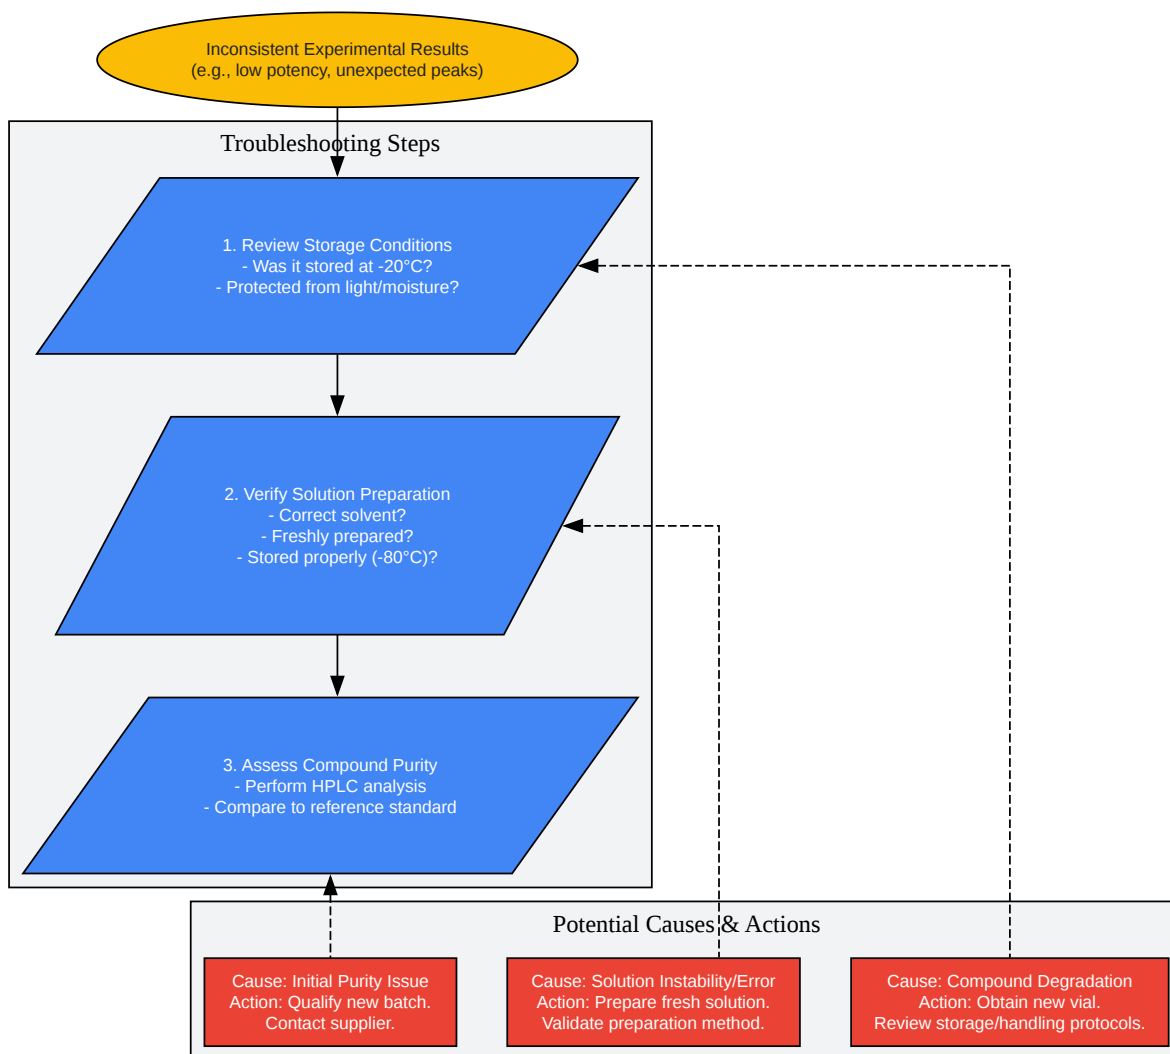 Inconsistent Experimental Results
(e.g., low potency, unexpected peaks)
Troubleshooting Steps
1. Review Storage Conditions
- Was it stored at -20°C?
- Protected from light/moisture?
2. Verify Solution Preparation
- Correct solvent?
- Freshly prepared?
- Stored properly (-80°C)?
3. Assess Compound Purity
- Perform HPLC analysis
- Compare to reference standard
Potential Causes & Actions
Cause: Initial Purity Issue
Action: Qualify new batch.
Contact supplier.
Cause: Solution Instability/Error
Action: Prepare fresh solution.
Validate preparation method.
Cause: Compound Degradation
Action: Obtain new vial.
Review storage/handling protocols.